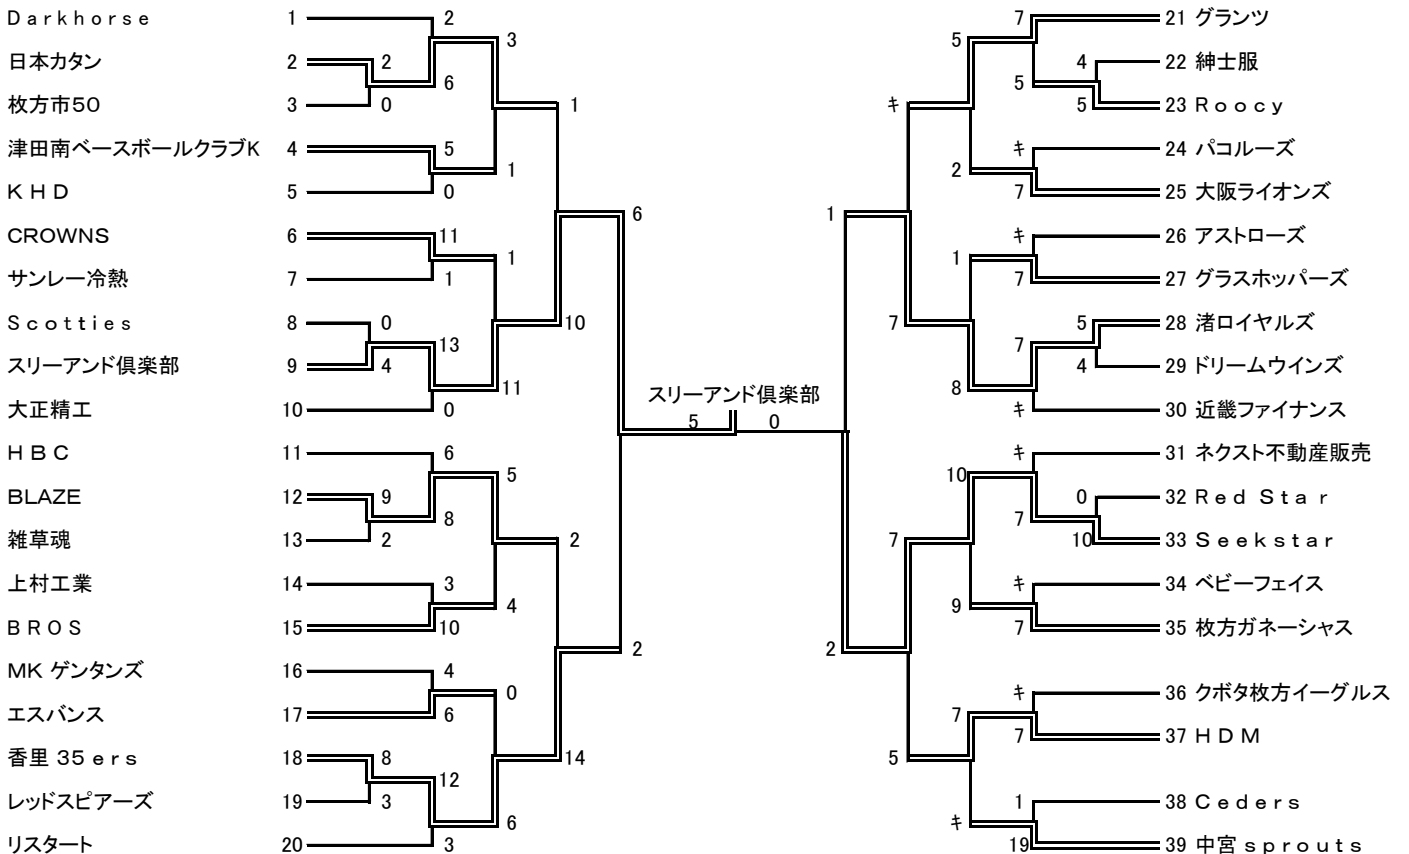 Ｄａｒｋｈｏｒｓｅ 1 2 7 21 グランツ
3 5
日本カタン 2 2 4 22 紳士服
6 5
枚方市50 3 0 1 ｷ 5 23 Ｒｏｏｃｙ
津田南ベースボールクラブK 4 5 ｷ 24 パコルーズ
1 2
ＫＨＤ 5 0 7 25 大阪ライオンズ
6 1
CROWNS 6 11 ｷ 26 アストローズ
1 1
サンレー冷熱 7 1 7 27 グラスホッパーズ
Ｓｃｏｔｔｉｅｓ 8 0 10 7 5 28 渚ロイヤルズ
13 7
スリーアンド倶楽部 9 4 4 29 ドリームウインズ
11 8
スリーアンド倶楽部
大正精工 10 0 ｷ 30 近畿ファイナンス
5 0
ＨＢＣ 11 6 ｷ 31 ネクスト不動産販売
5 10
BLAZE 12 9 0 32 Ｒｅｄ Ｓｔａｒ
8 7
雑草魂 13 2 2 7 10 33 Ｓｅｅｋｓｔａｒ
上村工業 14 3 ｷ 34 ベビーフェイス
4 9
ＢＲＯＳ 15 10 7 35 枚方ガネーシャス
2 2
MK ゲンタンズ 16 4 ｷ 36 クボタ枚方イーグルス
0 7
エスバンス 17 6 7 37 ＨＤＭ
香里 35ｅｒｓ 18 8 14 5
12
レッドスピアーズ 19 3 1 38 Ｃｅｄｅｒｓ
6 ｷ
リスタート 20 3 19 39 中宮ｓｐｒｏｕｔｓ